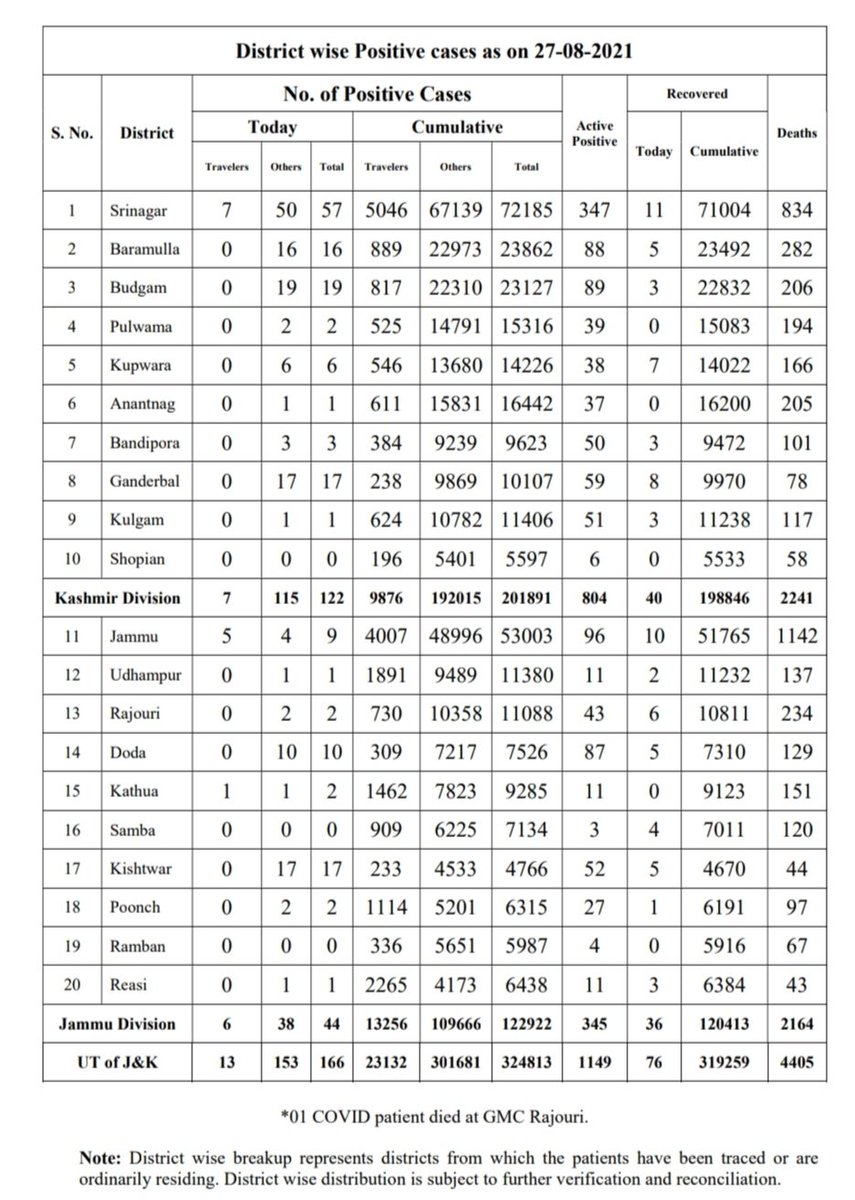 District wise Positive cases as on 27-08-2021
S. No. District No. of Positive Cases Active Positive Recovered Deaths
Today Cumulative Today Cumulative
Travelers Others Total Travelers Others Total
1 Srinagar 7 50 57 5046 67139 72185 347 11 71004 834
2 Baramulla 0 16 16 889 22973 23862 88 5 23492 282
3 Budgam 0 19 19 817 22310 23127 89 3 22832 206
4 Pulwama 0 2 2 525 14791 15316 39 0 15083 194
5 Kupwara 0 6 6 546 13680 14226 38 7 14022 166
6 Anantnag 0 1 1 611 15831 16442 37 0 16200 205
7 Bandipora 0 3 3 384 9239 9623 50 3 9472 101
8 Ganderbal 0 17 17 238 9869 10107 59 8 9970 78
9 Kulgam 0 1 1 624 10782 11406 51 3 11238 117
10 Shopian 0 0 0 196 5401 5597 6 0 5533 58
Kashmir Division 7 115 122 9876 192015 201891 804 40 198846 2241
11 Jammu 5 4 9 4007 48996 53003 96 10 51765 1142
12 Udhampur 0 1 1 1891 9489 11380 11 2 11232 137
13 Rajouri 0 2 2 730 10358 11088 43 6 10811 234
14 Doda 0 10 10 309 7217 7526 87 5 7310 129
15 Kathua 1 1 2 1462 7823 9285 11 0 9123 151
16 Samba 0 0 0 909 6225 7134 3 4 7011 120
17 Kishtwar 0 17 17 233 4533 4766 52 5 4670 44
18 Poonch 0 2 2 1114 5201 6315 27 1 6191 97
19 Ramban 0 0 0 336 5651 5987 4 0 5916 67
20 Reasi 0 1 1 2265 4173 6438 11 3 6384 43
Jammu Division 6 38 44 13256 109666 122922 345 36 120413 2164
UT of J&K 13 153 166 23132 301681 324813 1149 76 319259 4405
*01 COVID patient died at GMC Rajouri.
Note: District wise breakup represents districts from which the patients have been traced or are
ordinarily residing. District wise distribution is subject to further verification and reconciliation.